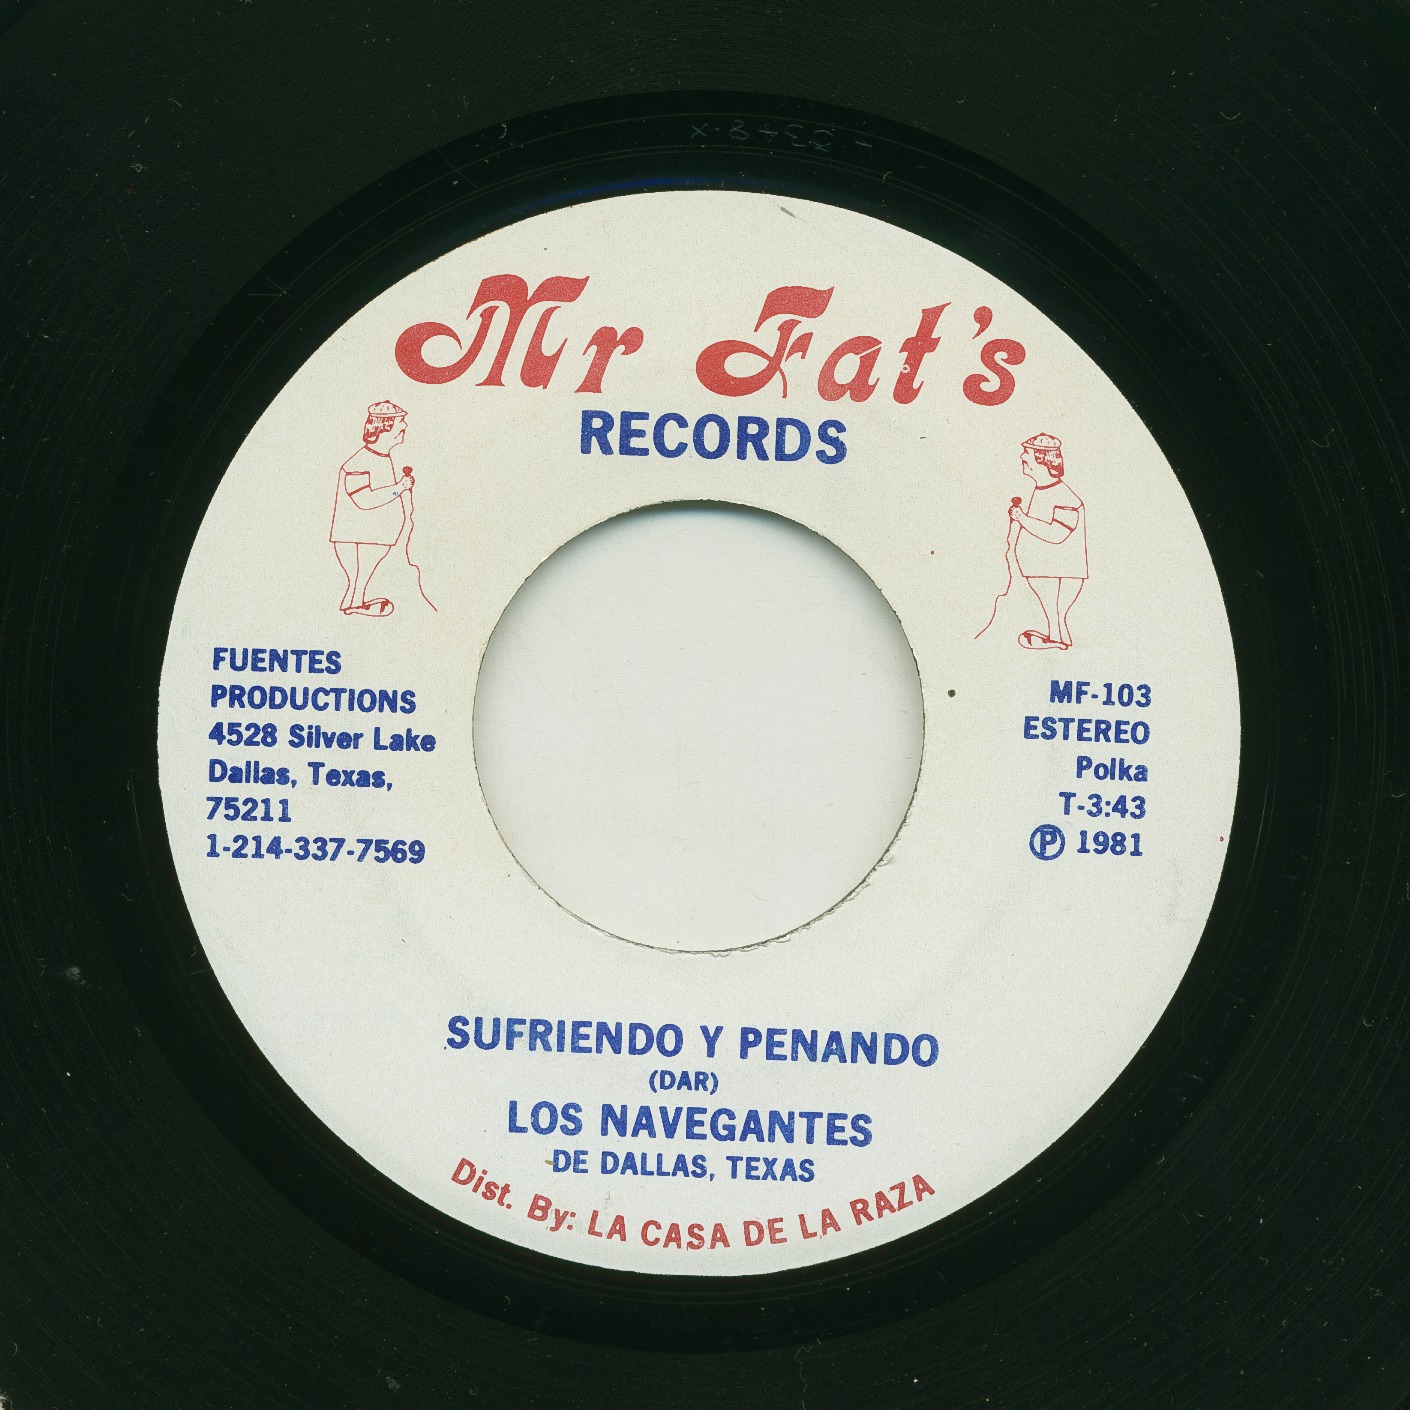 Mr Fat's
RECORDS
FUENTES
PRODUCTIONS
4528 Silver Lake
Dallas, Texas,
75211
1-214-337-7569
MF-103
ESTEREO
Polka
T-3:43
Ⓟ 1981
SUFRIENDO Y PENANDO
(DAR)
LOS NAVEGANTES
DE DALLAS, TEXAS
Dist. By: LA CASA DE LA RAZA